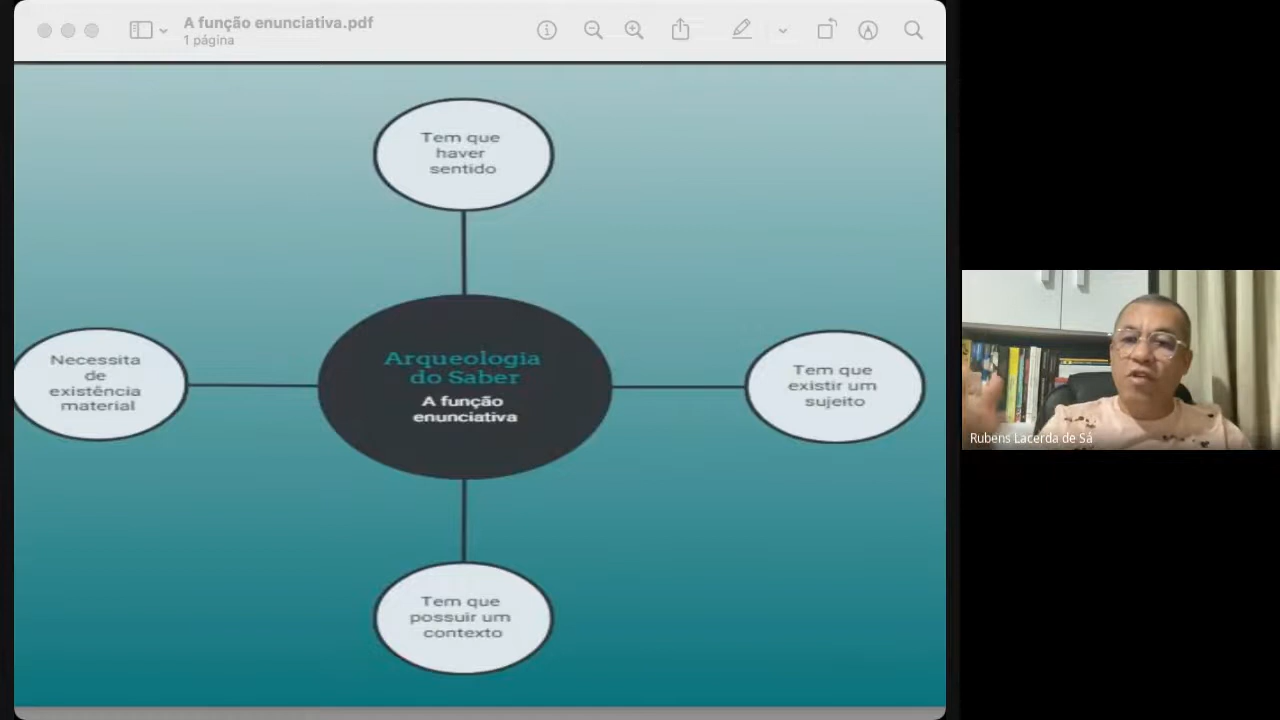 A função enunciativa.pdf
1 página
Tem que
haver
sentido
Necessita
de
existência
material
Arqueologia
do Saber
A função
enunciativa
Tem que
existir um
sujeito
Tem que
possuir um
contexto
Rubens Lacerda de Sá